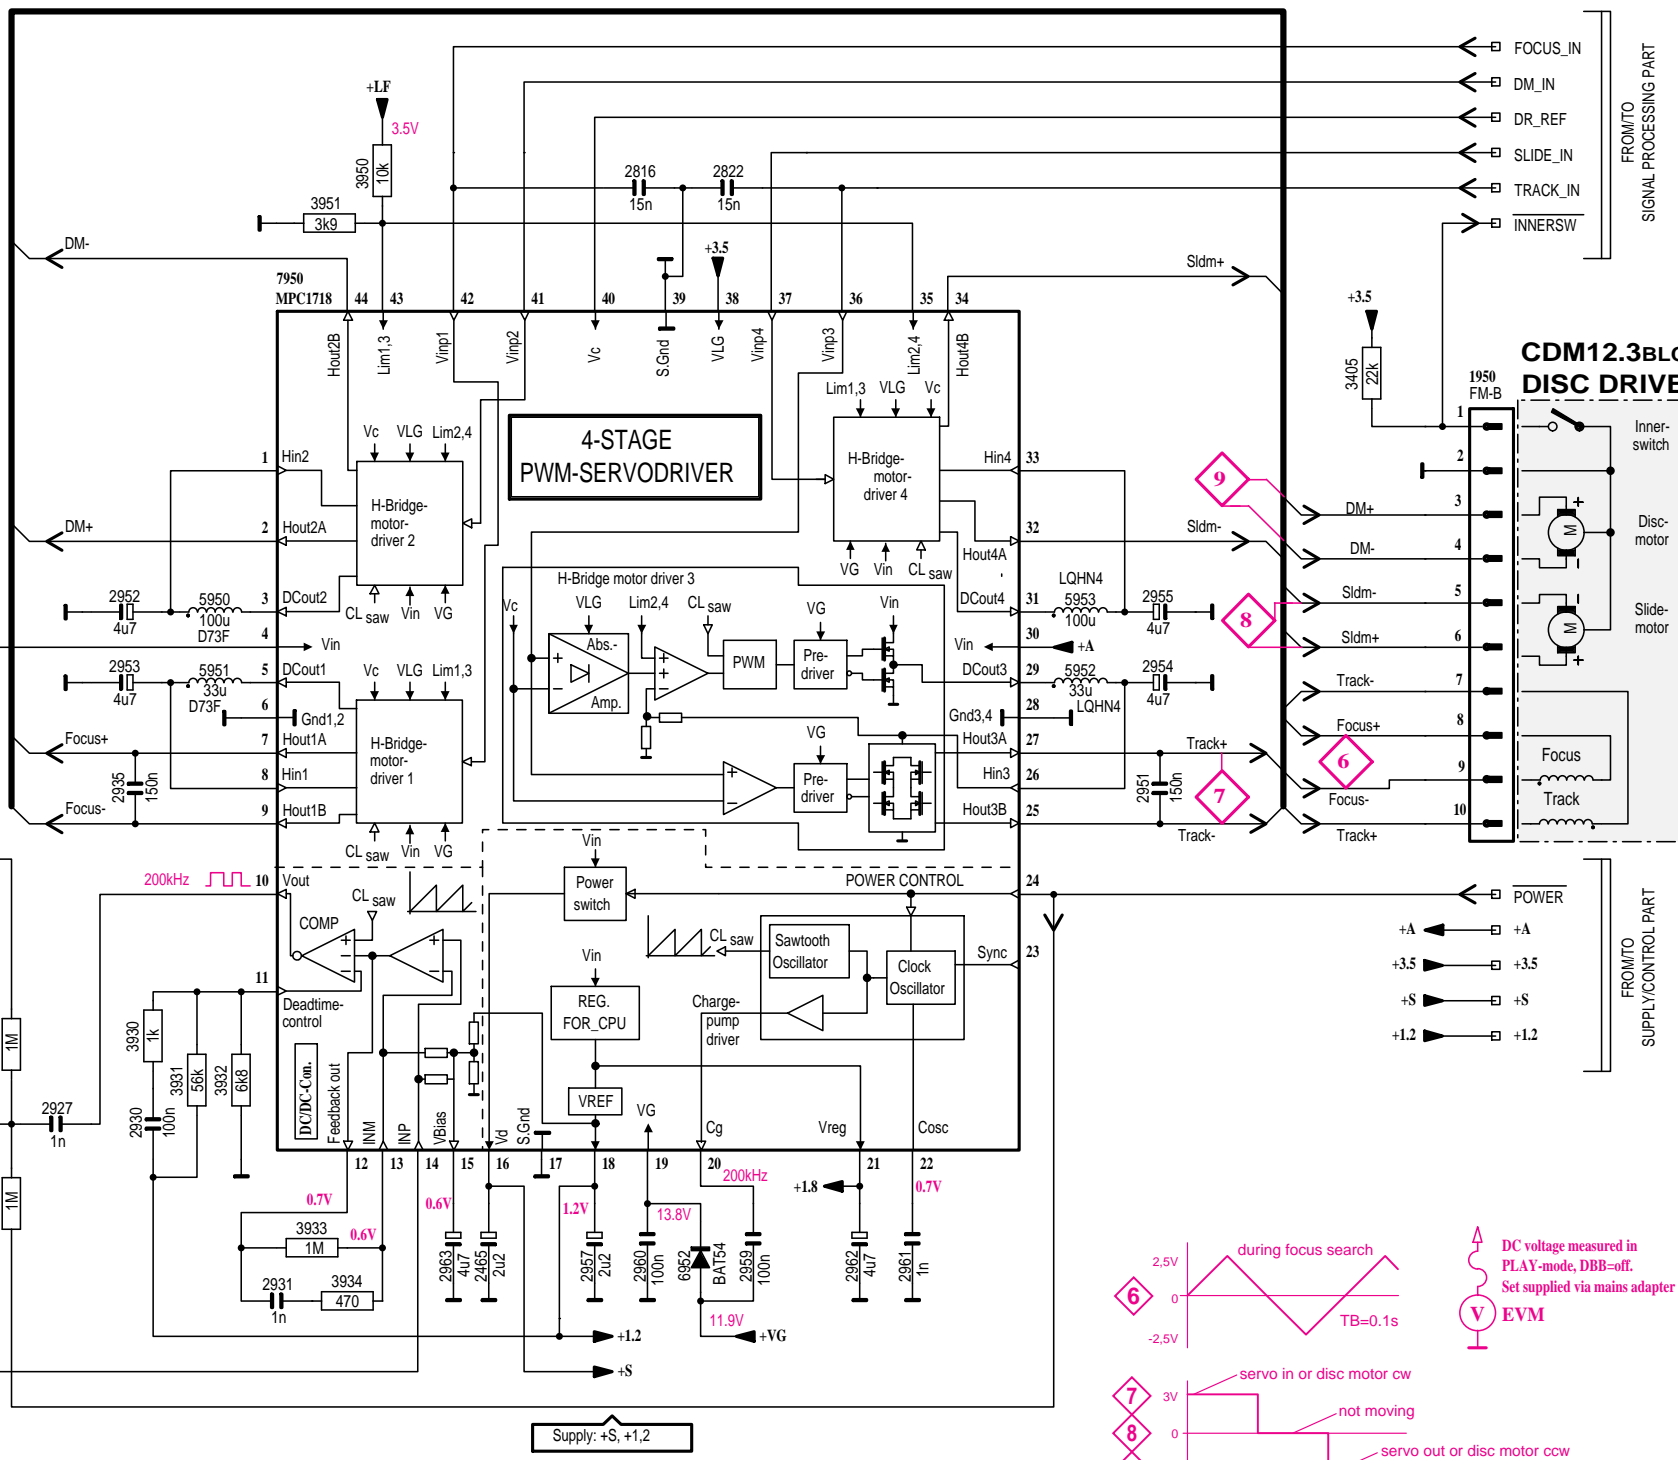 FOCUS_IN
DM_IN
DR_REF
SLIDE_IN
TRACK_IN
INNERSW
FROM/TO
SIGNAL PROCESSING PART
+LF
3.5V
3950
10k
3951
3k9
2816
15n
2822
15n
DM-
+3.5
Sldm+
7950
MPC1718
44
43
42
41
40
39
38
37
36
35
34
Hout2B
Lim1,3
Vinp1
Vinp2
Vc
S.Gnd
VLG
Vinp4
Vinp3
Lim2,4
Hout4B
+3.5
3405
22k
CDM12.3BLC
DISC DRIVE
1950
FM-B
4-STAGE
PWM-SERVODRIVER
Vc
VLG
Lim2,4
H-Bridge-
motor-
driver 2
CL saw
Vin
VG
Lim1,3
VLG
Vc
H-Bridge-
motor-
driver 4
VG
Vin
CL saw
1
Hin2
DM+
2
Hout2A
2952
4u7
5950
100u
D73F
3
DCout2
4
Vin
2953
4u7
5951
33u
D73F
5
DCout1
6
Gnd1,2
Focus+
7
Hout1A
2935
150n
8
Hin1
Focus-
9
Hout1B
Vc
VLG
Lim1,3
H-Bridge-
motor-
driver 1
CL saw
Vin
VG
H-Bridge motor driver 3
Vc
VLG
Lim2,4
CL saw
VG
Vin
Abs.-
Amp.
PWM
Pre-
driver
VG
Pre-
driver
Hin4
33
32
Hout4A
Sldm-
DCout4
31
LQHN4
5953
100u
2955
4u7
Vin
30
+A
DCout3
29
5952
33u
LQHN4
2954
4u7
Gnd3,4
28
Hout3A
27
Track+
Hin3
26
2951
150n
Hout3B
25
Track-
9
8
7
6
DM+
DM-
Sldm-
Sldm+
Track-
Focus+
Focus-
Track+
1
2
3
4
5
6
7
8
9
10
Inner-
switch
M
Disc-
motor
M
Slide-
motor
Focus
Track
200kHz
10
Vout
CL saw
COMP
11
Deadtime-
control
DC/DC-Con.
Feedback out
INM
INP
VBias
Vin
Power
switch
POWER CONTROL
24
CL saw
Sawtooth
Oscillator
Clock
Oscillator
Sync
23
Vin
REG.
FOR_CPU
Charge-
pump
driver
VREF
VG
Vd
S.Gnd
Cg
Vreg
Cosc
POWER
+A
+A
+3.5
+3.5
+S
+S
+1.2
+1.2
FROM/TO
SUPPLY/CONTROL PART
1M
1M
2927
1n
3930
1k
3931
56k
3932
6k8
2930
100n
12
13
14
15
16
17
18
19
20
21
22
0.7V
0.6V
0.6V
1.2V
13.8V
200kHz
+1.8
0.7V
3933
1M
2931
1n
3934
470
2963
4u7
2465
2u2
2957
2u2
2960
100n
6952
BAT54
2959
100n
2962
4u7
2961
1n
11.9V
+VG
+1.2
+S
Supply: +S, +1,2
6
2,5V
0
-2,5V
during focus search
TB=0.1s
DC voltage measured in
PLAY-mode, DBB=off.
Set supplied via mains adapter
V
EVM
7
8
3V
0
servo in or disc motor cw
not moving
servo out or disc motor ccw